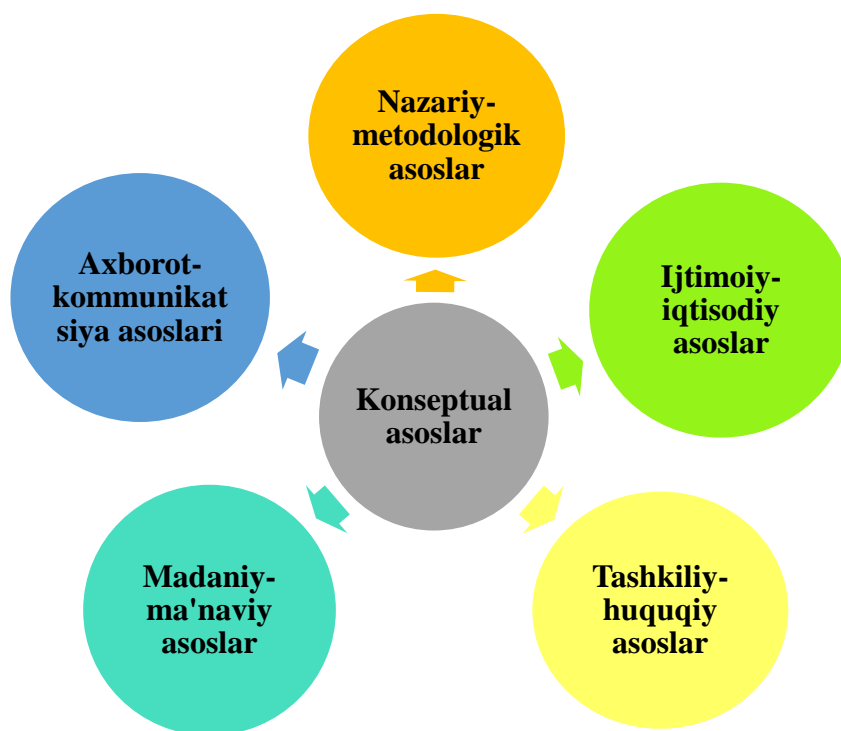 Nazariy-
metodologik
asoslar
Axborot-
kommunikat
siya asoslari
Ijtimoiy-
iqtisodiy
asoslar
Konseptual
asoslar
Madaniy-
ma'naviy
asoslar
Tashkiliy-
huquqiy
asoslar